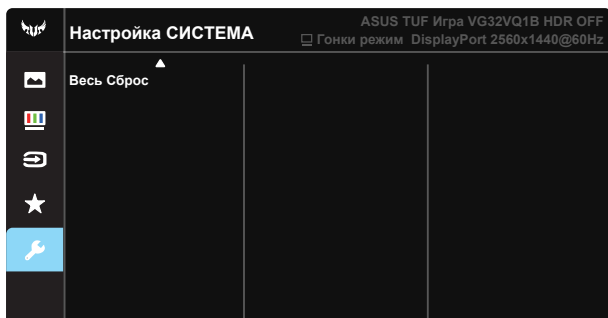 Настройка СИСТЕМА
ASUS TUF Игра VG32VQ1B HDR OFF
Гонки режим DisplayPort 2560x1440@60Hz
Весь Сброс